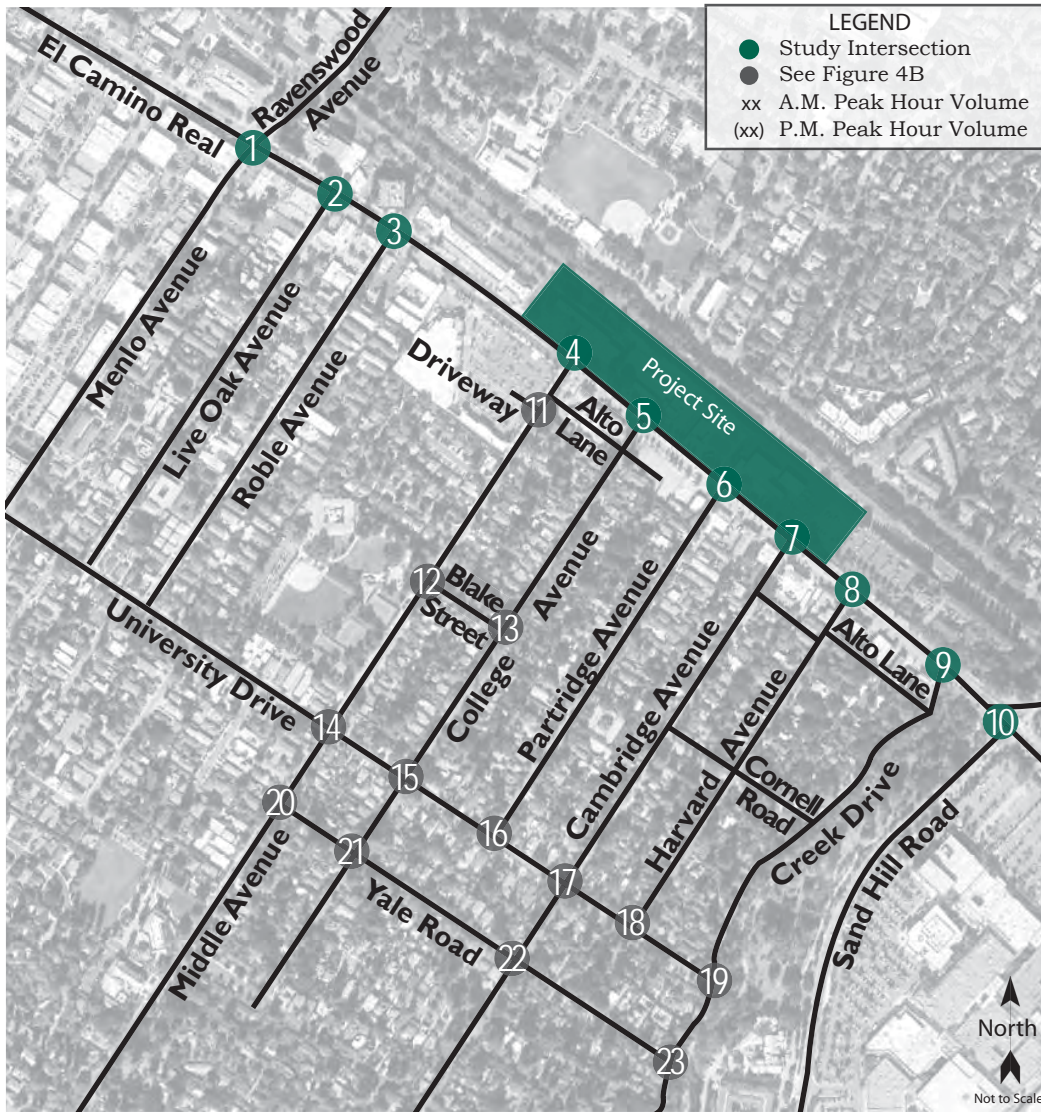 LEGEND
Study Intersection
See Figure 4B
xx A.M. Peak Hour Volume
(xx) P.M. Peak Hour Volume
El Camino Real
Ravenswood
Avenue
1
2
3
Menlo Avenue
Live Oak Avenue
Roble Avenue
Project Site
4
Driveway
11
Alto
Lane
5
6
7
8
12
Blake
Street
13
College Avenue
Partridge Avenue
Cambridge Avenue
Harvard Avenue
Alto Lane
9
10
Cornell
Road
Creek Drive
Sand Hill Road
University Drive
14
15
16
17
18
19
20
21
22
23
Middle Avenue
Yale Road
North
Not to Scale